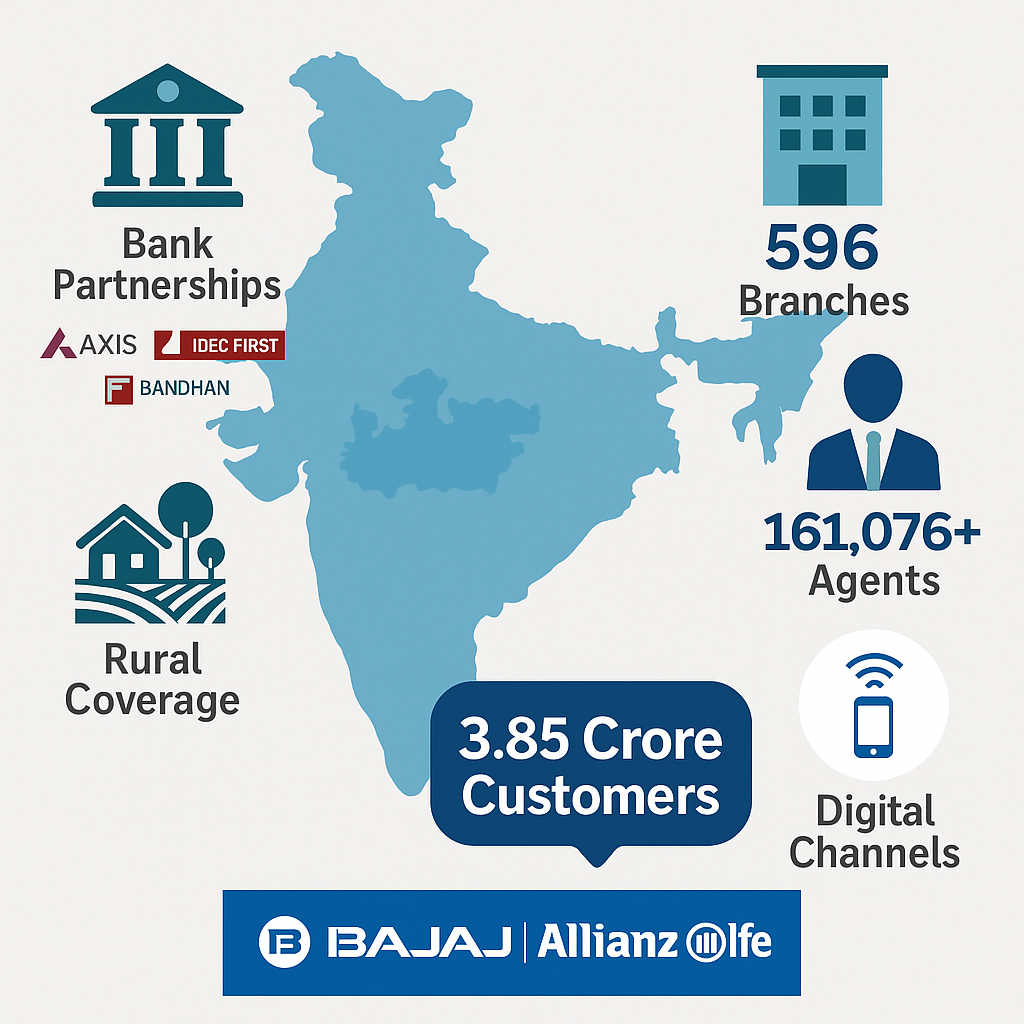 Bank
Partnerships
AXIS
IDEC FIRST
BANDHAN
Rural
Coverage
596
Branches
161,076+
Agents
Digital
Channels
3.85 Crore
Customers
BAJAJ | Allianz lfe